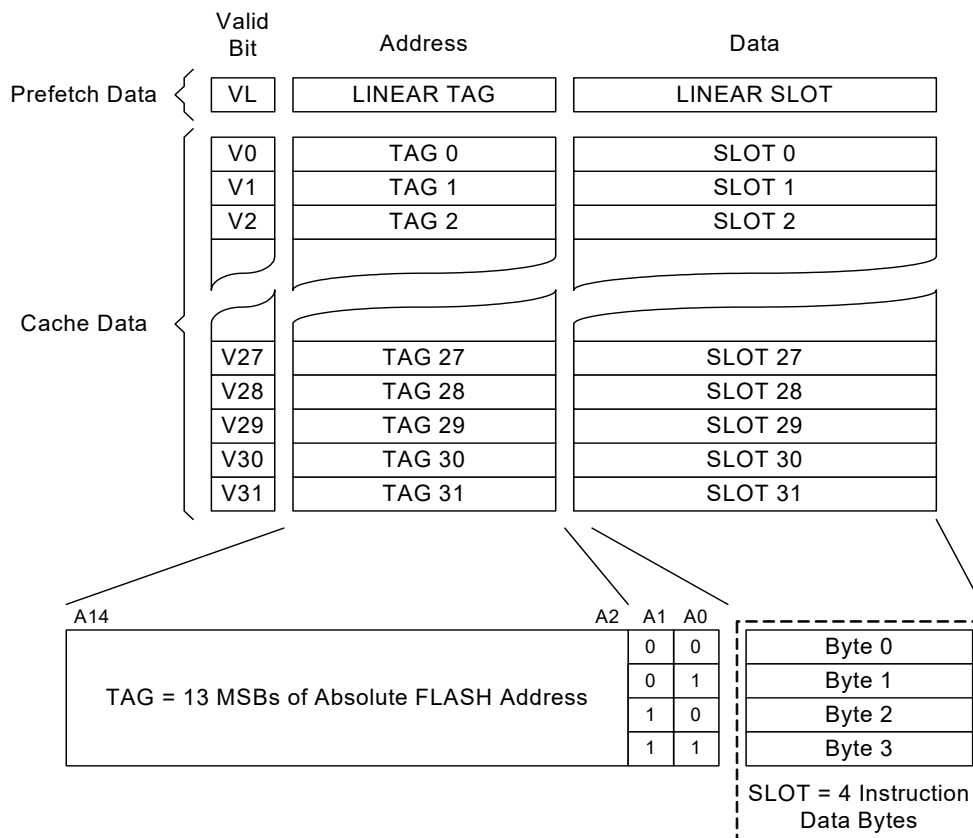 Valid
Bit
Address
Data
Prefetch Data
VL
LINEAR TAG
LINEAR SLOT
V0
TAG 0
SLOT 0
V1
TAG 1
SLOT 1
V2
TAG 2
SLOT 2
Cache Data
V27
TAG 27
SLOT 27
V28
TAG 28
SLOT 28
V29
TAG 29
SLOT 29
V30
TAG 30
SLOT 30
V31
TAG 31
SLOT 31
A14
A2
A1
A0
TAG = 13 MSBs of Absolute FLASH Address
0 0
0 1
1 0
1 1
Byte 0
Byte 1
Byte 2
Byte 3
SLOT = 4 Instruction
Data Bytes